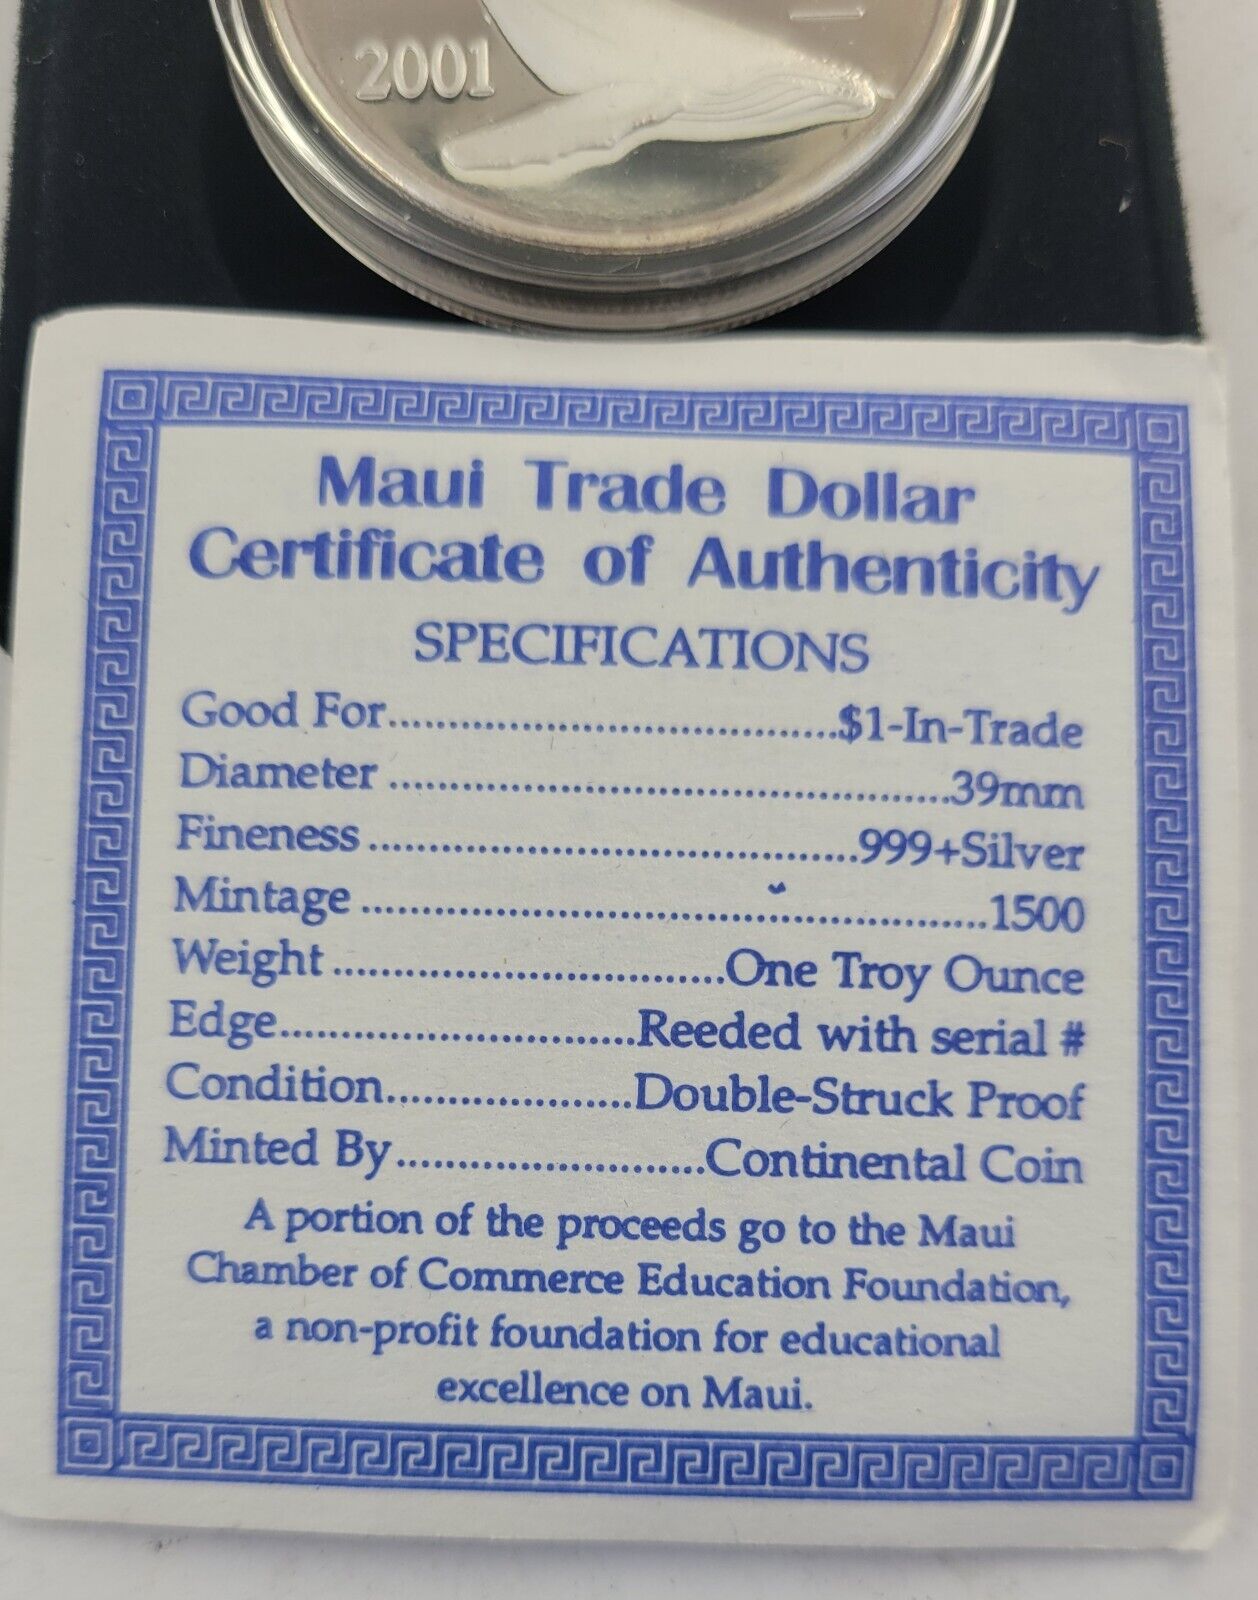 2001
Maui Trade Dollar
Certificate of Authenticity
SPECIFICATIONS
Good For.....................................$1-In-Trade
Diameter ...............................................39mm
Fineness .........................................999+Silver
Mintage .....................................................1500
Weight .................................One Troy Ounce
Edge..............................Reeded with serial #
Condition.....................Double-Struck Proof
Minted By..........................Continental Coin
A portion of the proceeds go to the Maui
Chamber of Commerce Education Foundation,
a non-profit foundation for educational
excellence on Maui.